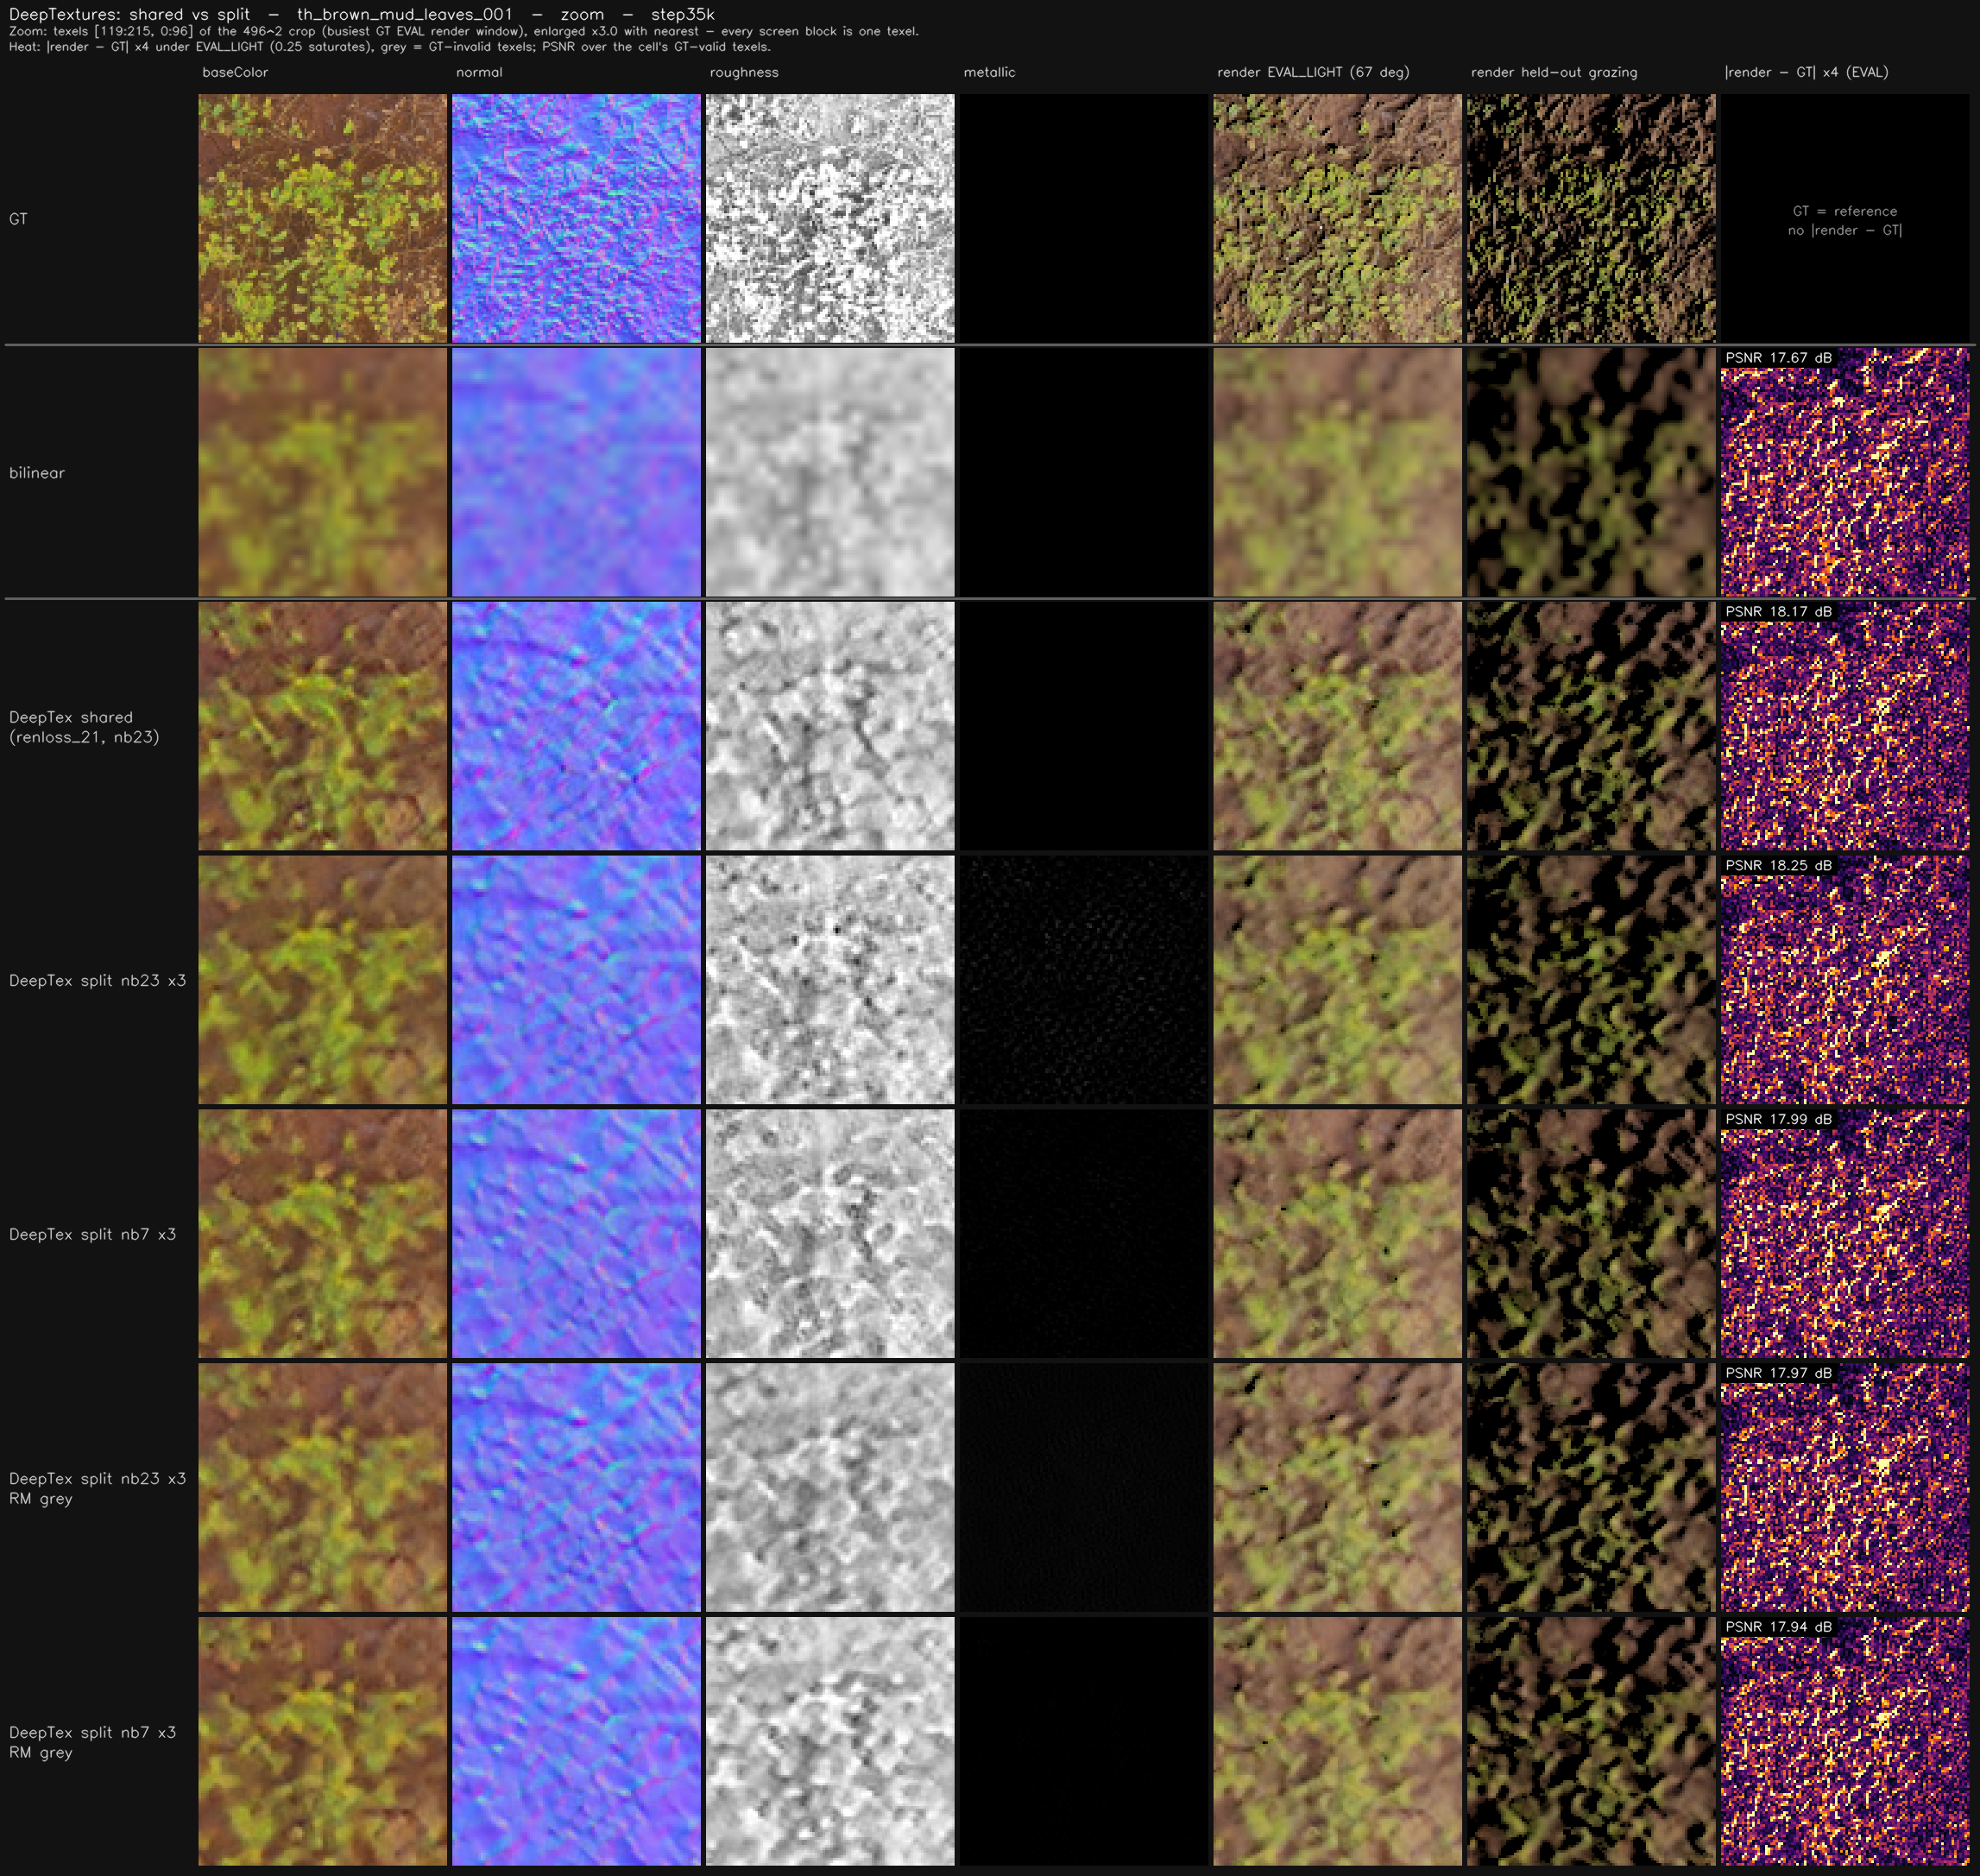 DeepTextures: shared vs split — th_brown_mud_leaves_001 — zoom — step35k
Zoom: texels [119:215, 0:96] of the 496^2 crop (busiest GT EVAL render window), enlarged x3.0 with nearest — every screen block is one texel.
Heat: |render — GT| x4 under EVAL_LIGHT (0.25 saturates), grey = GT-invalid texels; PSNR over the cell's GT-valid texels.
baseColor normal roughness metallic render EVAL_LIGHT (67 deg) render held-out grazing |render — GT| x4 (EVAL)
GT
GT = reference
no |render — GT|
PSNR 17.67 dB
bilinear
PSNR 18.17 dB
DeepTex shared
(renloss_21, nb23)
PSNR 18.25 dB
DeepTex split nb23 x3
PSNR 17.99 dB
DeepTex split nb7 x3
PSNR 17.97 dB
DeepTex split nb23 x3
RM grey
PSNR 17.94 dB
DeepTex split nb7 x3
RM grey